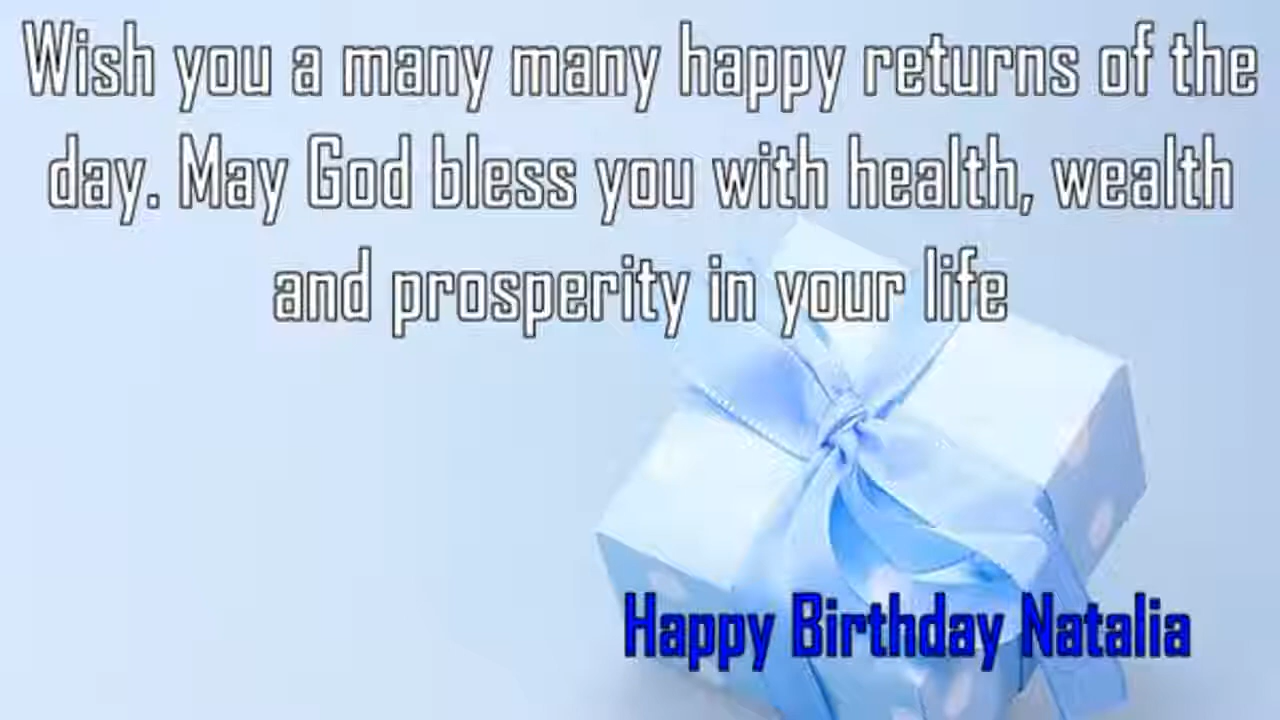 Wish you a many many happy returns of the
day. May God bless you with health, wealth
and prosperity in your life
Happy Birthday Natalia